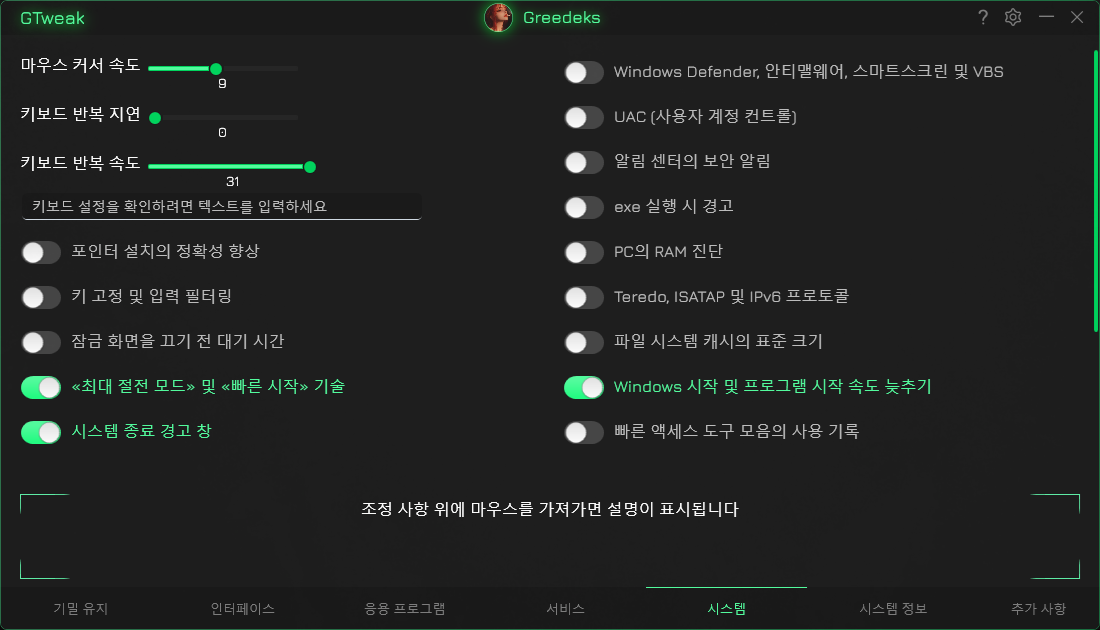 GTweak
Greedeks
?
마우스 커서 속도
9
키보드 반복 지연
0
키보드 반복 속도
31
키보드 설정을 확인하려면 텍스트를 입력하세요
포인터 설치의 정확성 향상
키 고정 및 입력 필터링
잠금 화면을 끄기 전 대기 시간
«최대 절전 모드» 및 «빠른 시작» 기술
시스템 종료 경고 창
Windows Defender, 안티맬웨어, 스마트스크린 및 VBS
UAC (사용자 계정 컨트롤)
알림 센터의 보안 알림
exe 실행 시 경고
PC의 RAM 진단
Teredo, ISATAP 및 IPv6 프로토콜
파일 시스템 캐시의 표준 크기
Windows 시작 및 프로그램 시작 속도 늦추기
빠른 액세스 도구 모음의 사용 기록
조정 사항 위에 마우스를 가져가면 설명이 표시됩니다
기밀 유지
인터페이스
응용 프로그램
서비스
시스템
시스템 정보
추가 사항